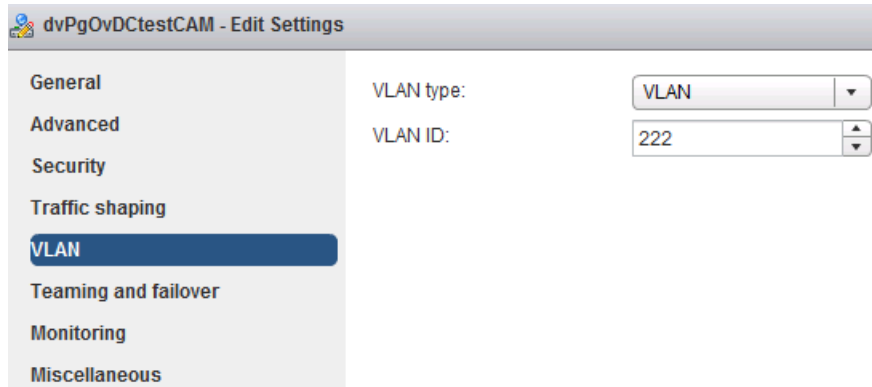 dvPgOvDCtestCAM - Edit Settings
General
Advanced
Security
Traffic shaping
VLAN
Teaming and failover
Monitoring
Miscellaneous
VLAN type: VLAN
VLAN ID: 222